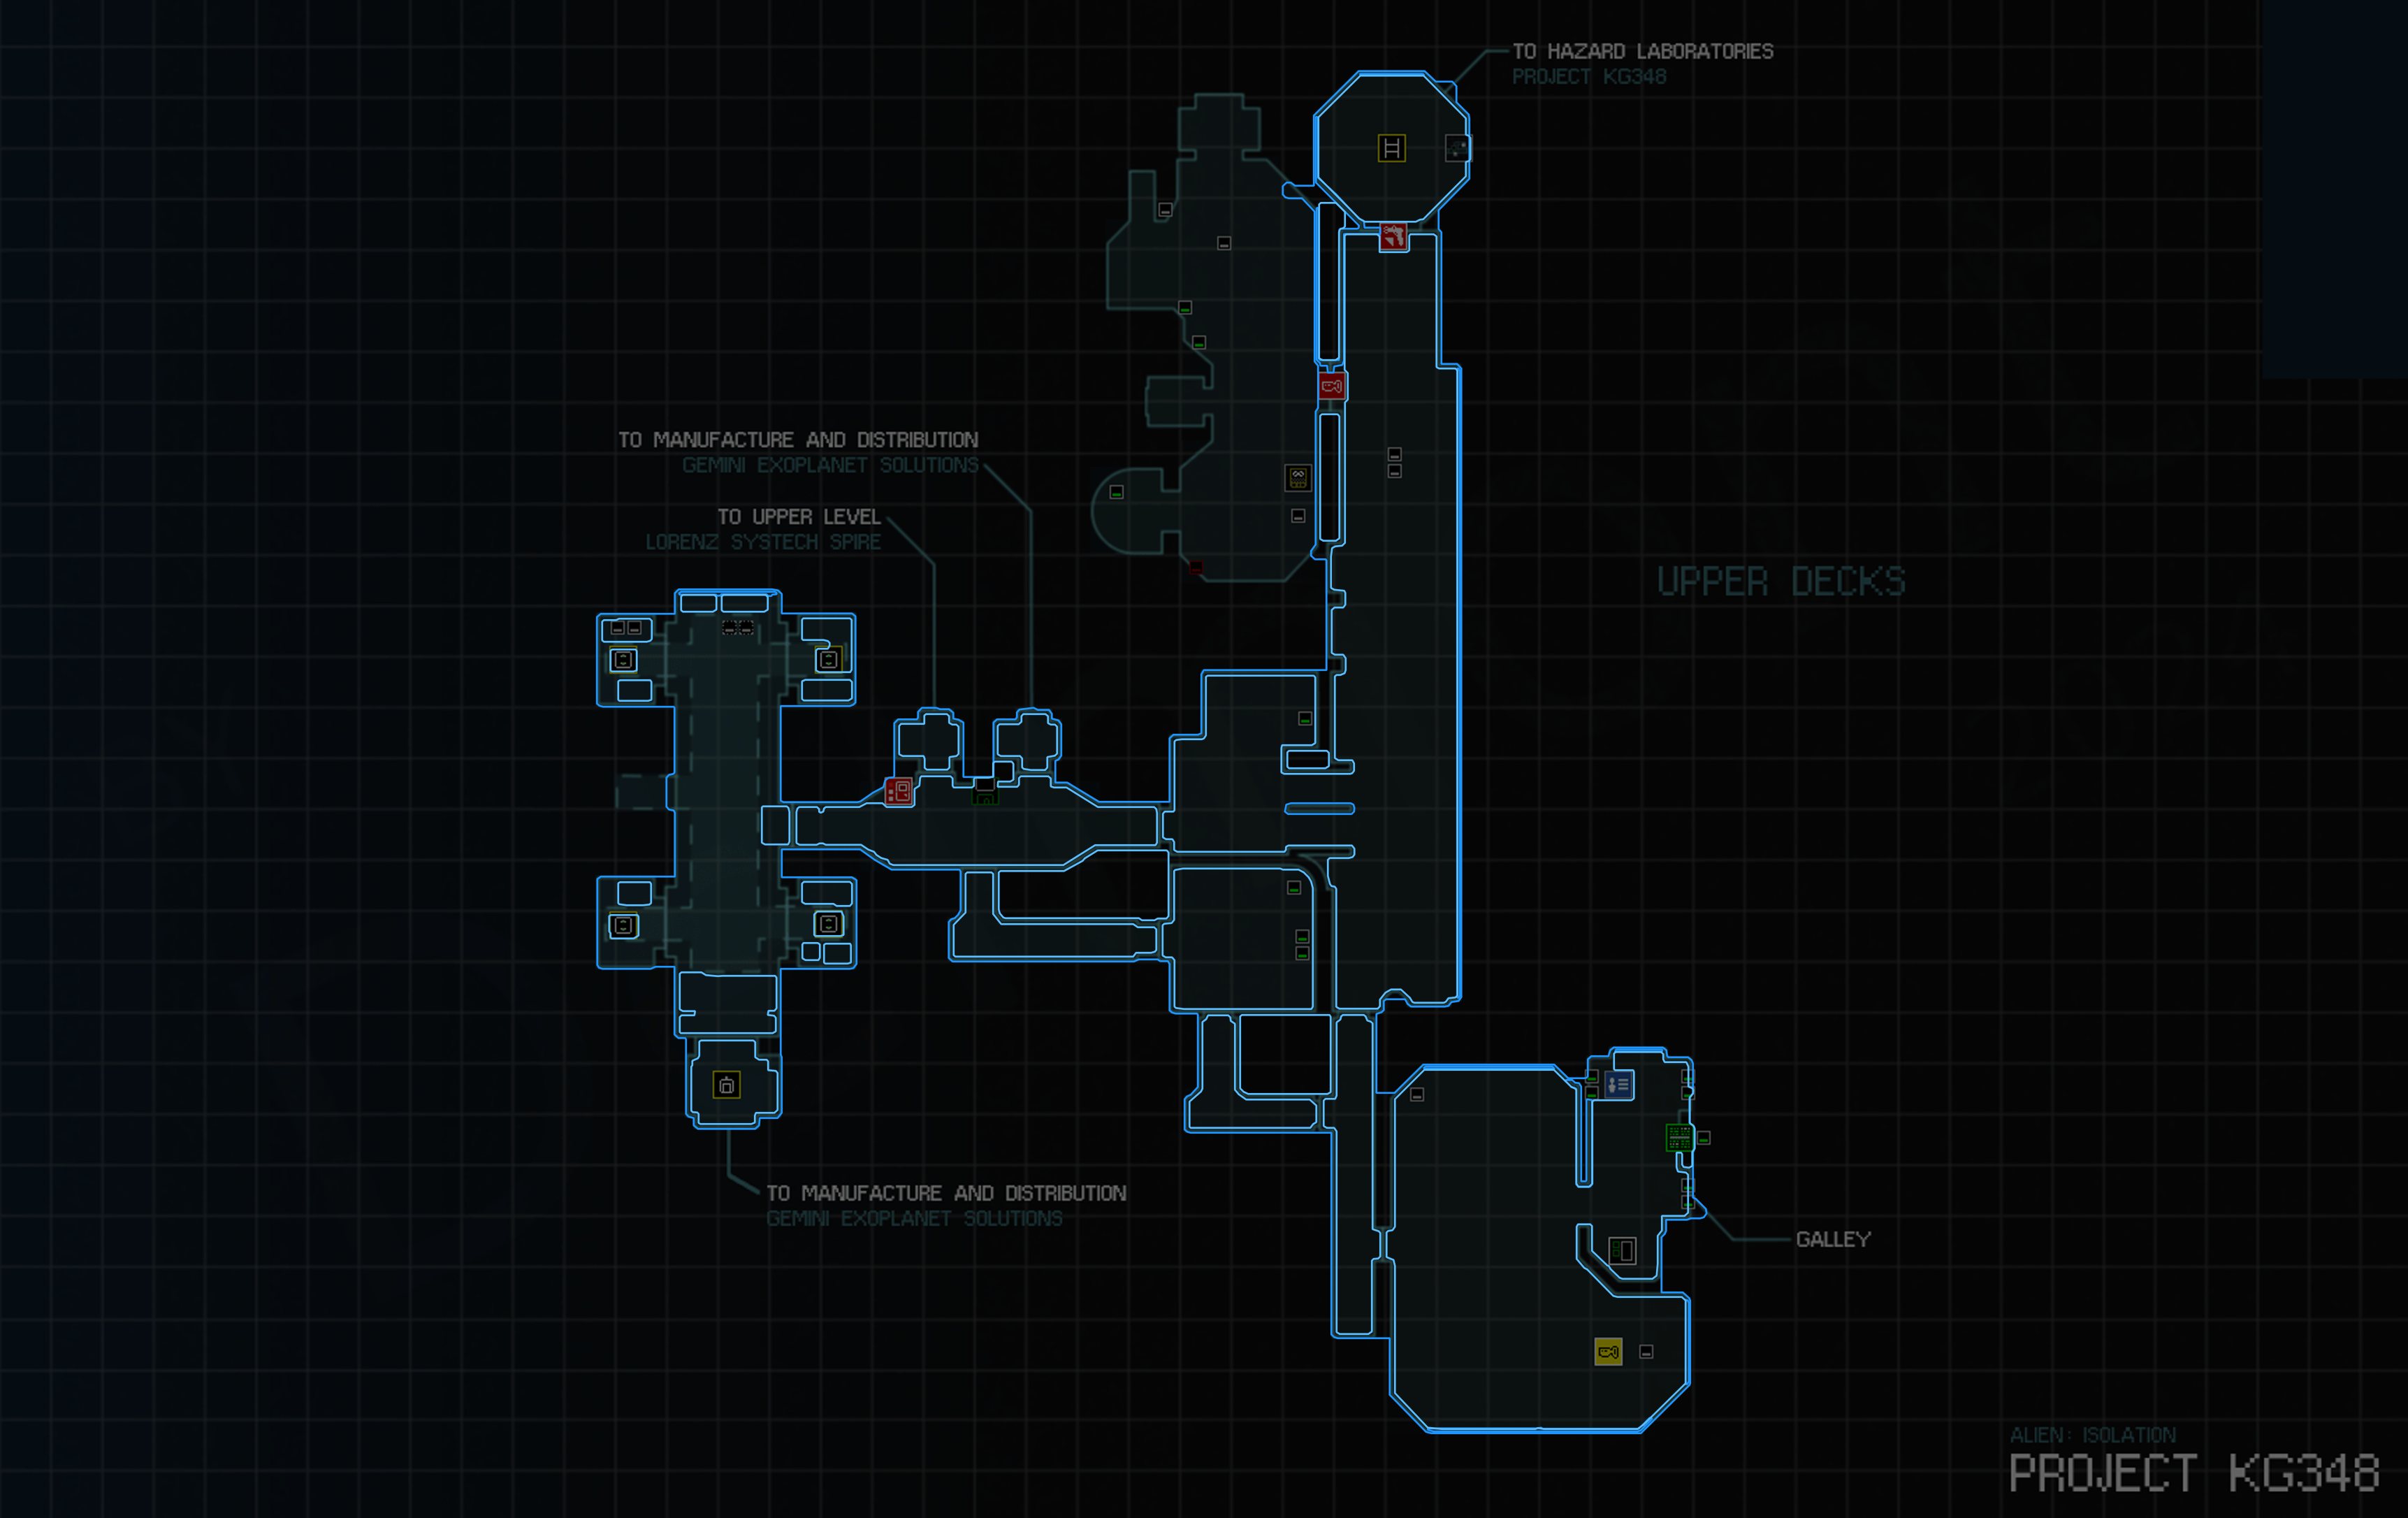 TO HAZARD LABORATORIES
PROJECT KG348
TO MANUFACTURE AND DISTRIBUTION
GEMINI EXOPLANET SOLUTIONS
TO UPPER LEVEL
LORENZ SYSTECH SPIRE
UPPER DECKS
TO MANUFACTURE AND DISTRIBUTION
GEMINI EXOPLANET SOLUTIONS
GALLEY
ALIEN: ISOLATION
PROJECT KG348